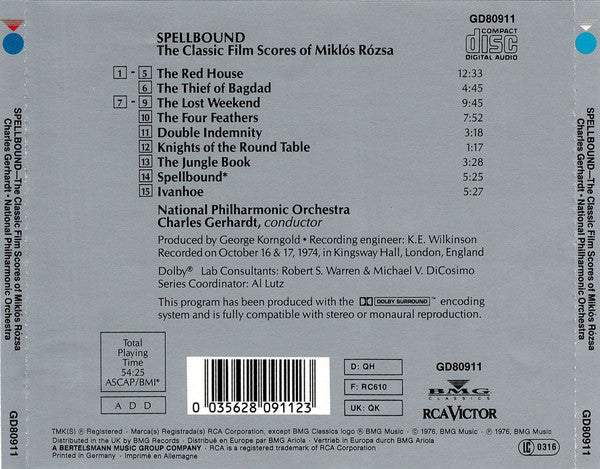 GD80911
SPELLBOUND
The Classic Film Scores of Miklós Rózsa
COMPACT
disc
DIGITAL AUDIO
1 - 5 The Red House 12:33
6 The Thief of Bagdad 4:45
7 - 9 The Lost Weekend 9:45
10 The Four Feathers 7:52
11 Double Indemnity 3:18
12 Knights of the Round Table 1:17
13 The Jungle Book 3:28
14 Spellbound* 5:25
15 Ivanhoe 5:27
National Philharmonic Orchestra
Charles Gerhardt, conductor
Produced by George Korngold • Recording engineer: K.E. Wilkinson
Recorded on October 16 & 17, 1974, in Kingsway Hall, London, England
Dolby® Lab Consultants: Robert S. Warren & Michael V. DiCosimo
Series Coordinator: Al Lutz
This program has been produced with the DOLBY SURROUND™ encoding
system and is fully compatible with stereo or monaural reproduction.
Total
Playing
Time
54:25
ASCAP/BMI*
A D D
0 035628 091123
D: QH
F: RC610
UK: QK
GD80911
BMG
CLASSICS
RCA VICTOR
TMK(S) ® Registered • Marca(s) Registrada(s) RCA Corporation, except BMG Classics logo ® BMG Music • © 1976, BMG Music • ℗ 1976, BMG Music
Distributed in the UK by BMG Records • Distribué en Europe par BMG Ariola • Vertrieb in Europa durch BMG Ariola
A BERTELSMANN MUSIC GROUP COMPANY • RCA is a registered trademark of RCA Corporation
Printed in Germany • Imprimé en Allemagne
LC 0316
SPELLBOUND—The Classic Film Scores of Miklós Rózsa
Charles Gerhardt • National Philharmonic Orchestra
GD80911
SPELLBOUND—The Classic Film Scores of Miklós Rózsa
Charles Gerhardt • National Philharmonic Orchestra
GD80911